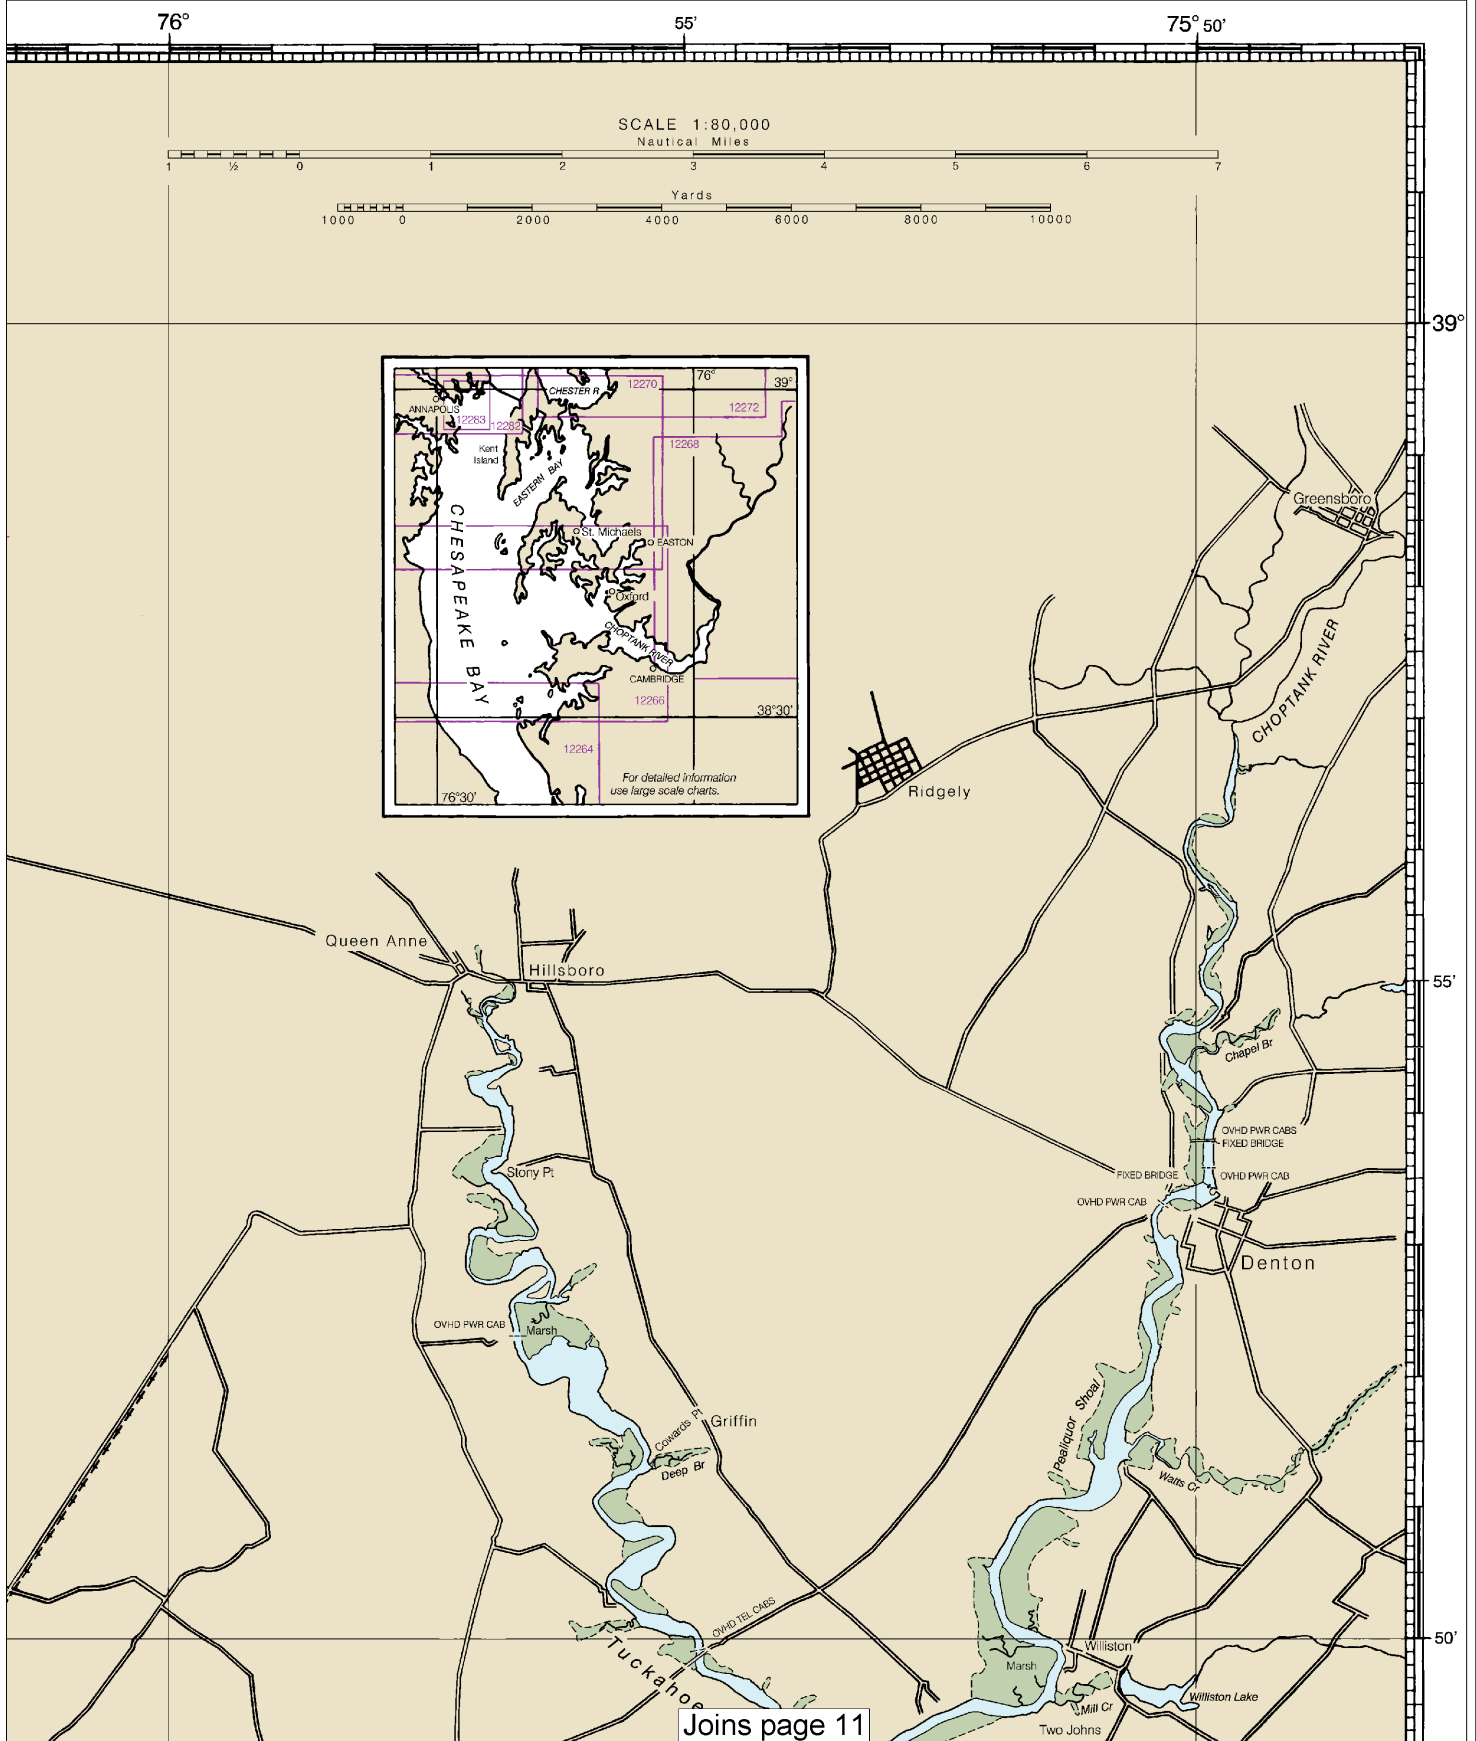 76°
55'
75° 50'
SCALE 1:80,000
Nautical Miles
1 ½ 0 1 2 3 4 5 6 7
Yards
1000 0 2000 4000 6000 8000 10000
39°
76°
12270
39°
CHESTER R
ANNAPOLIS
12283
12282
12272
12268
Kent
Island
EASTERN BAY
CHESAPEAKE BAY
St. Michaels
EASTON
Oxford
CHOPTANK RIVER
CAMBRIDGE
12266
38°30'
12264
76°30'
For detailed information
use large scale charts.
Greensboro
CHOPTANK RIVER
Ridgely
Queen Anne
Hillsboro
55'
Chapel Br
OVHD PWR CABS
FIXED BRIDGE
FIXED BRIDGE
OVHD PWR CAB
OVHD PWR CAB
Stony Pt
Denton
OVHD PWR CAB
Marsh
Pealiquor Shoal
Cowards Pt
Griffin
Deep Br
Watts Cr
OVHD TEL CABS
Tuckahoe
50'
Williston
Marsh
Williston Lake
Mill Cr
Two Johns
Joins page 11